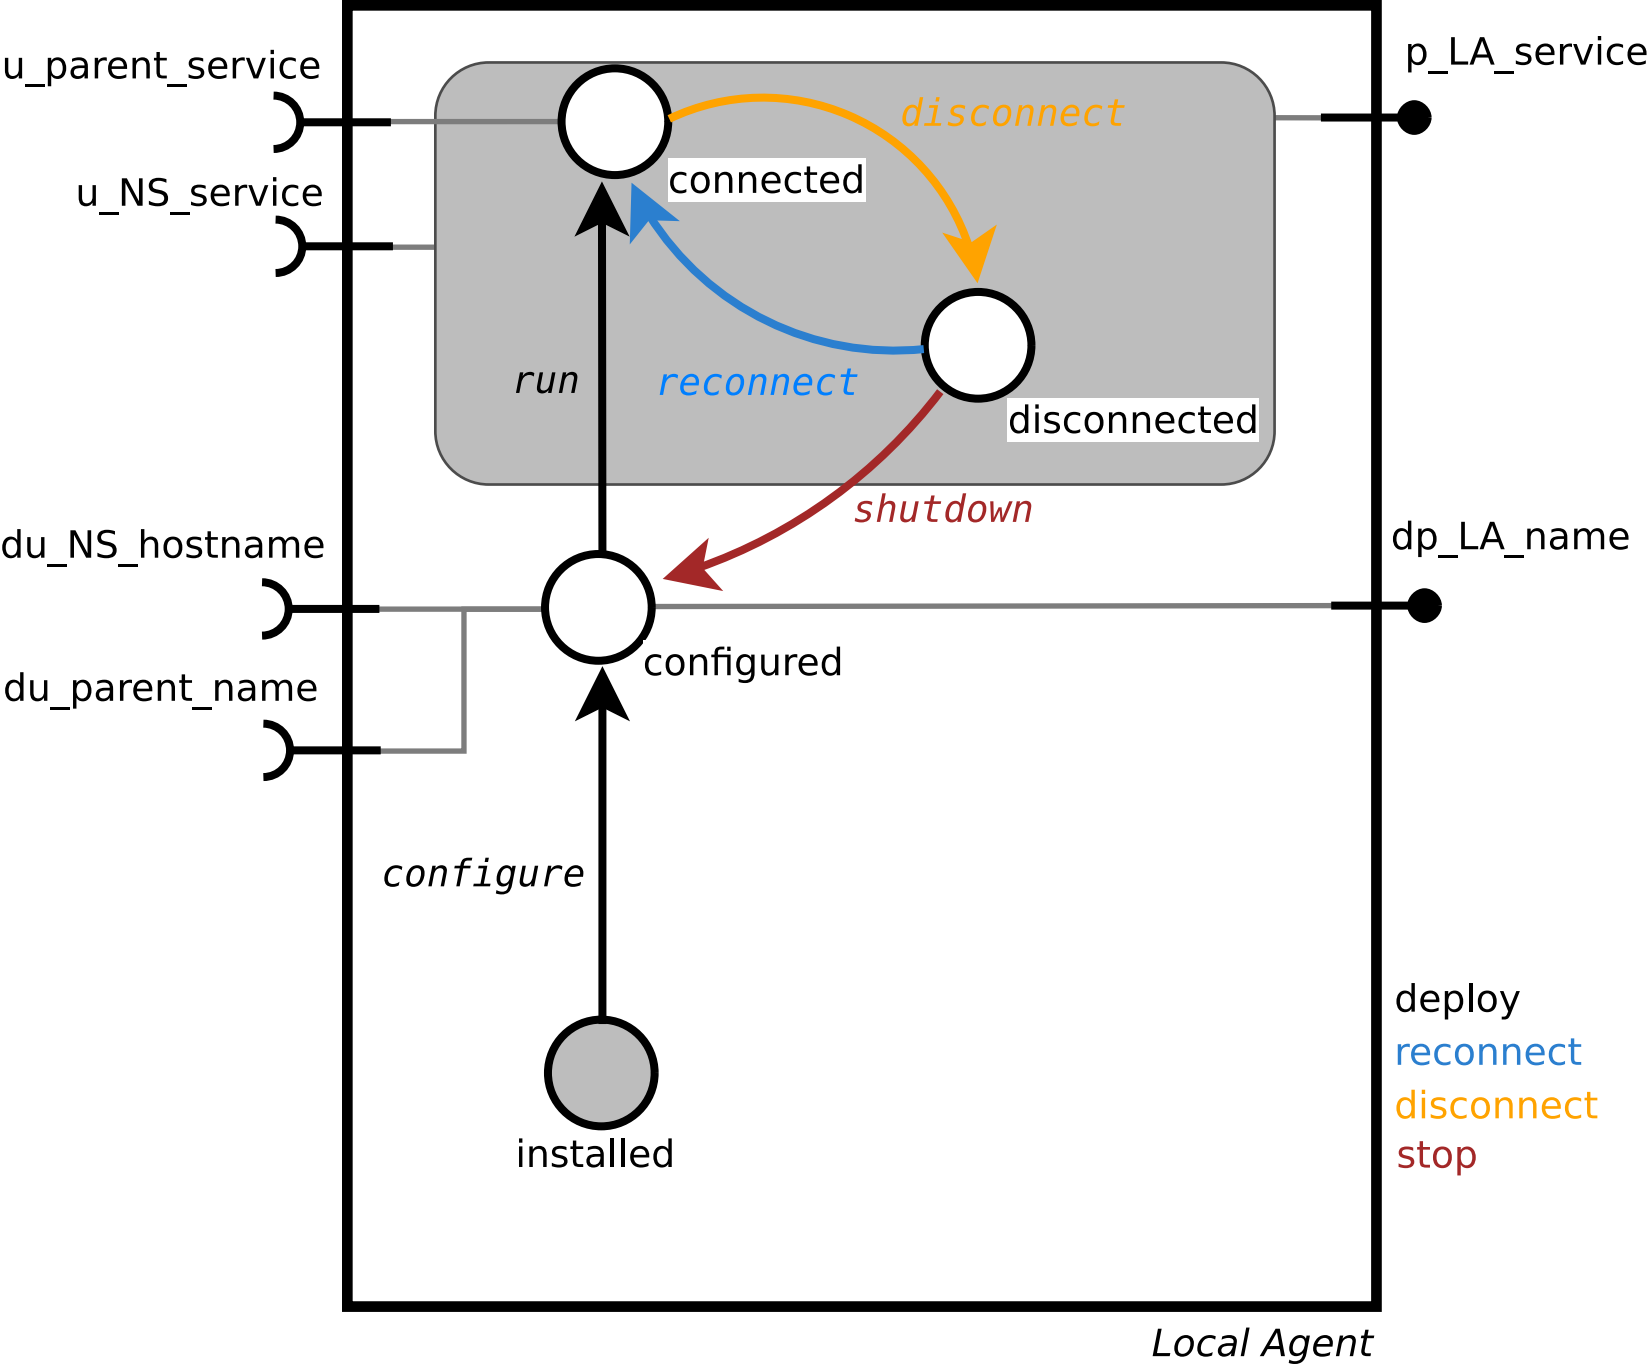 u_parent_service
p_LA_service
disconnect
connected
u_NS_service
run
reconnect
disconnected
shutdown
du_NS_hostname
dp_LA_name
configured
du_parent_name
configure
deploy
reconnect
disconnect
stop
installed
Local Agent